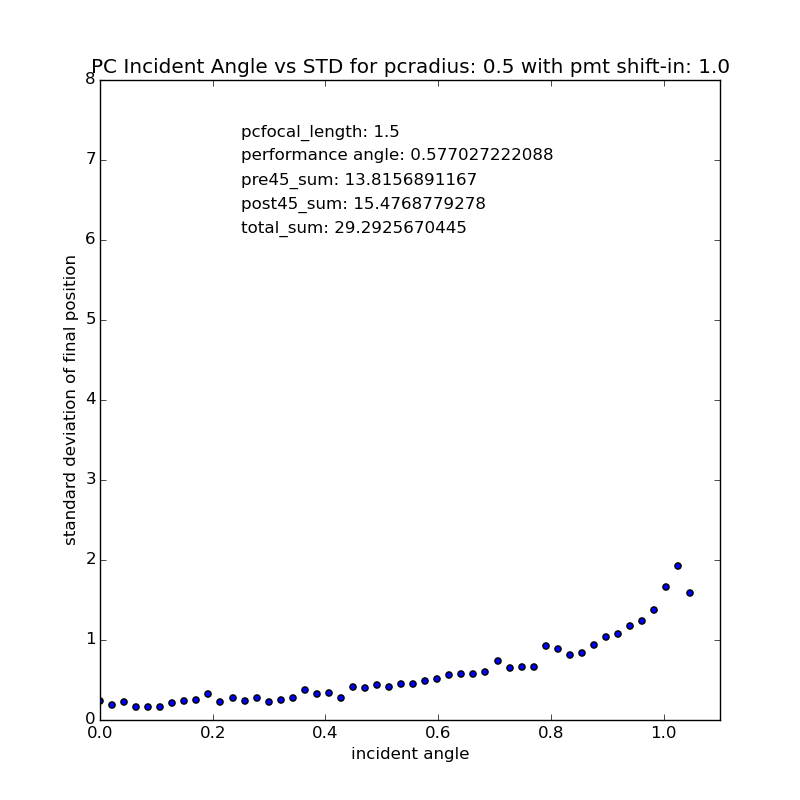 PC Incident Angle vs STD for pcradius: 0.5 with pmt shift-in: 1.0
8
7
6
5
4
3
2
1
0
standard deviation of final position
pcfocal_length: 1.5
performance angle: 0.577027222088
pre45_sum: 13.8156891167
post45_sum: 15.4768779278
total_sum: 29.2925670445
0.0 0.2 0.4 0.6 0.8 1.0
incident angle